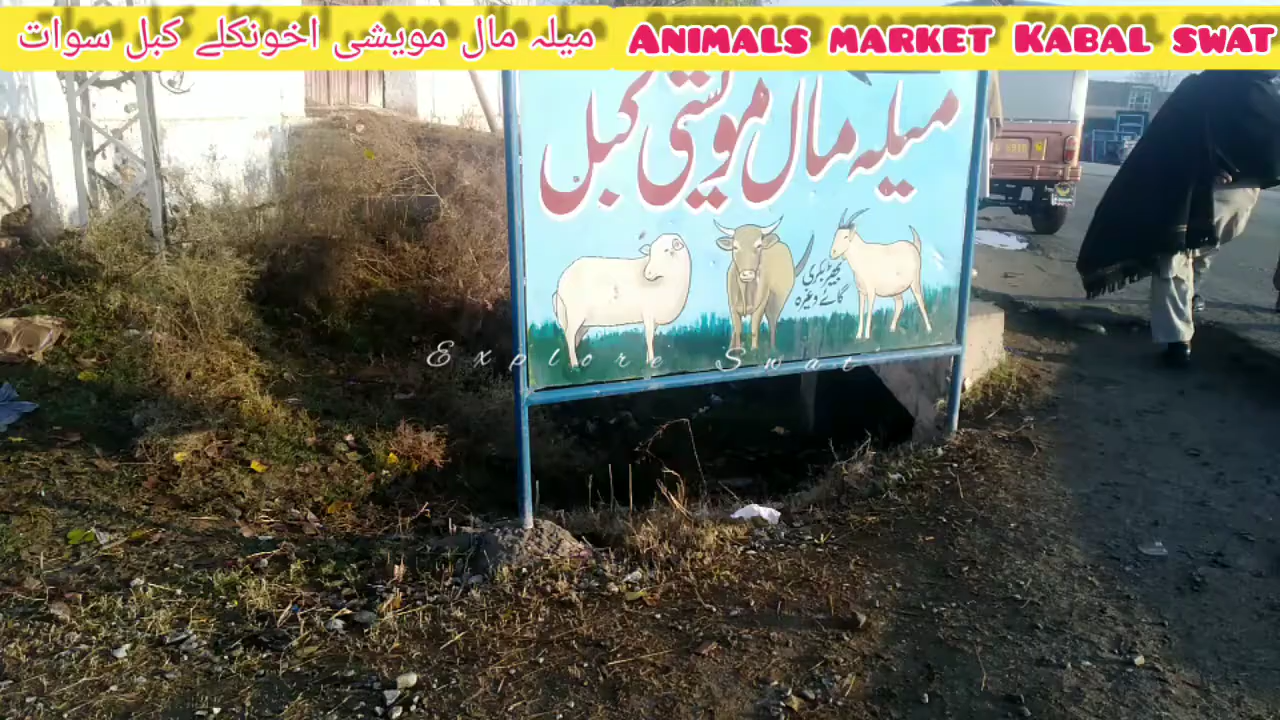 میلہ مال مویشی اخونکلے کبل سوات
Animals market Kabal swat
میلہ مال مویشی کبل
بھیڑ بکری
گائے وغیرہ
Explore Swat